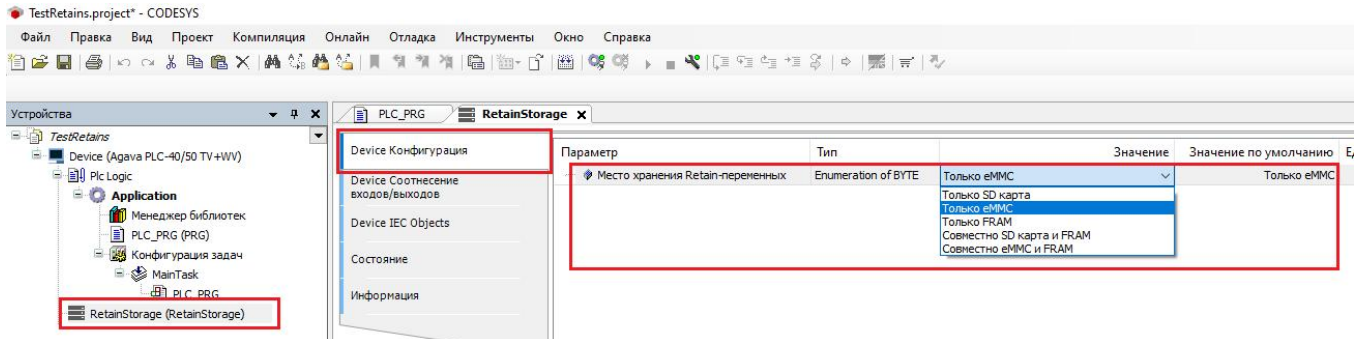 TestRetains.project* - CODESYS
Файл Правка Вид Проект Компиляция Онлайн Отладка Инструменты Окно Справка
Устройства
TestRetains
Device (Agava PLC-40/50 TV+WV)
Plc Logic
Application
Менеджер библиотек
PLC_PRG (PRG)
Конфигурация задач
MainTask
PLC_PRG
RetainStorage (RetainStorage)
PLC_PRG RetainStorage
Device Конфигурация
Device Соотнесение
входов/выходов
Device IEC Objects
Состояние
Информация
Параметр Тип Значение Значение по умолчанию
Место хранения Retain-переменных Enumeration of BYTE Только eMMC Только eMMC
Только SD карта
Только eMMC
Только FRAM
Совместно SD карта и FRAM
Совместно eMMC и FRAM